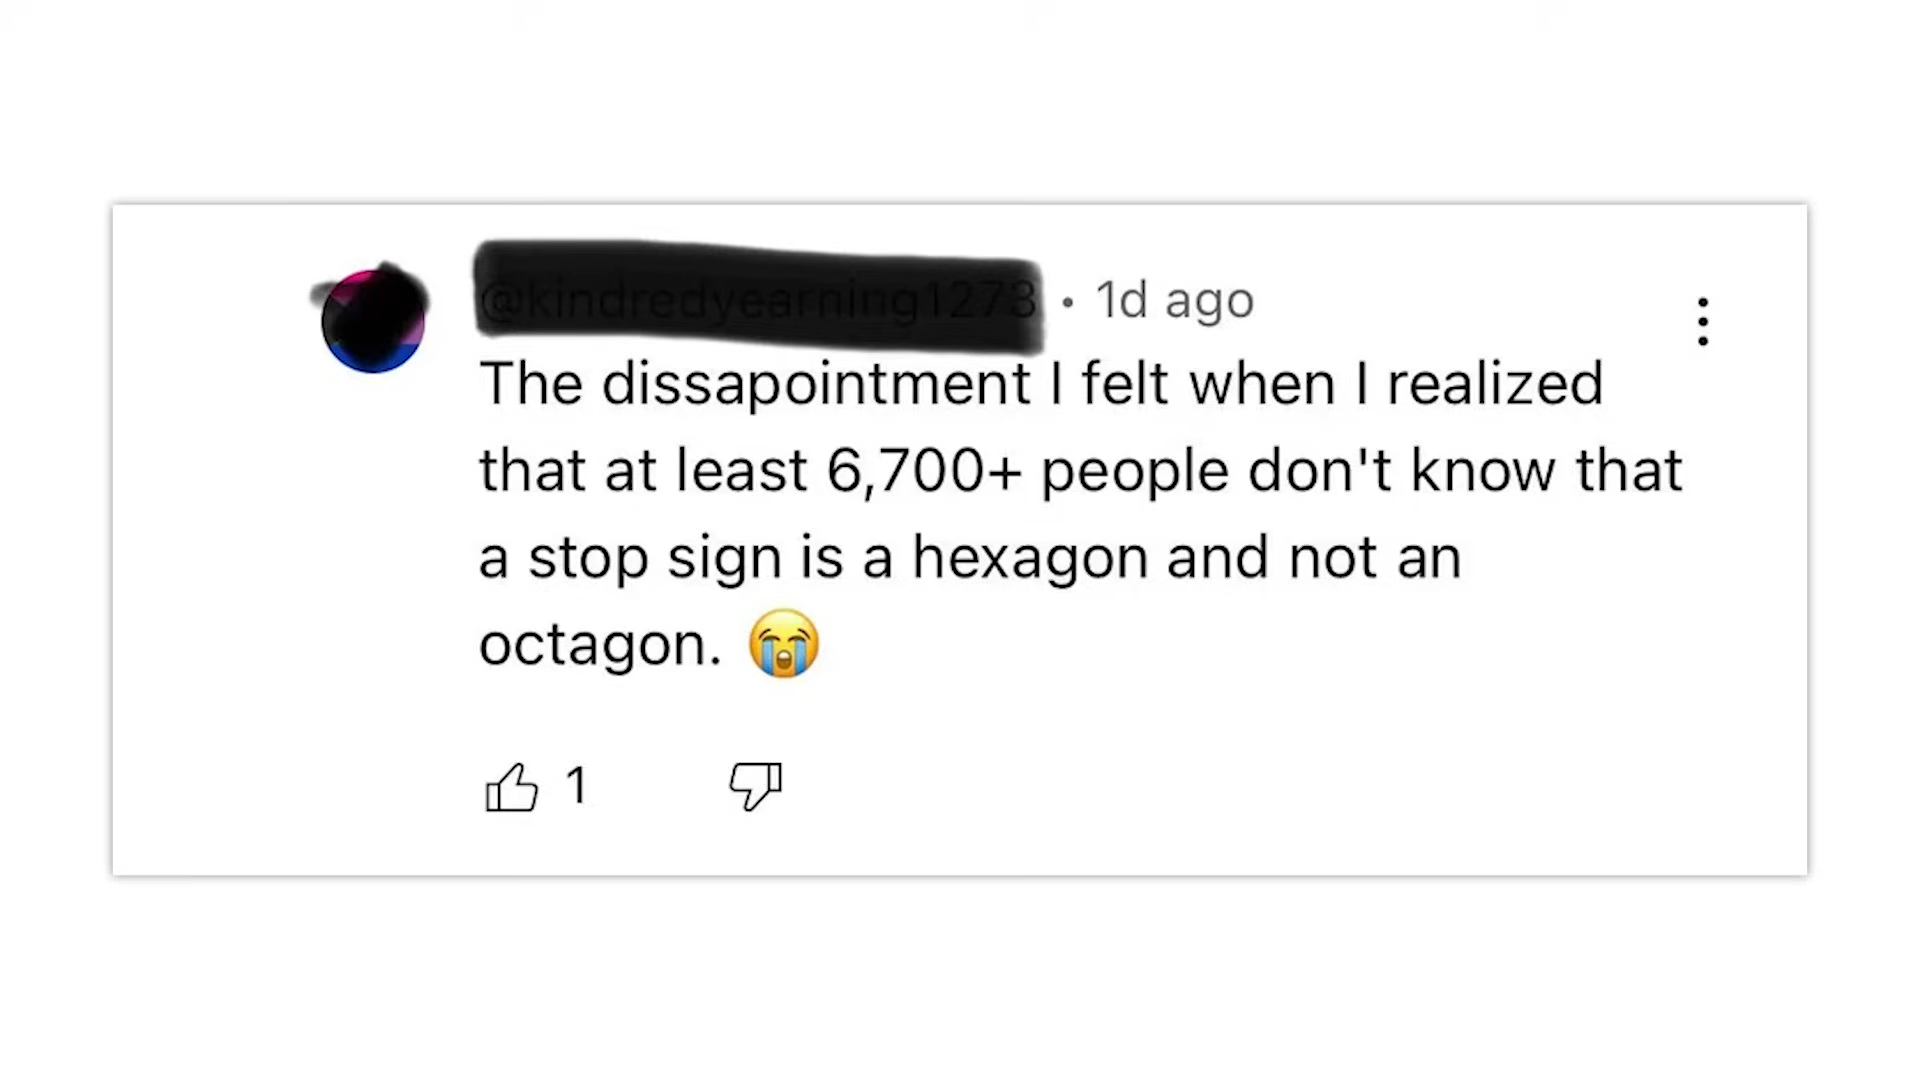 · 1d ago
The dissapointment I felt when I realized
that at least 6,700+ people don't know that
a stop sign is a hexagon and not an
octagon. 😭
1